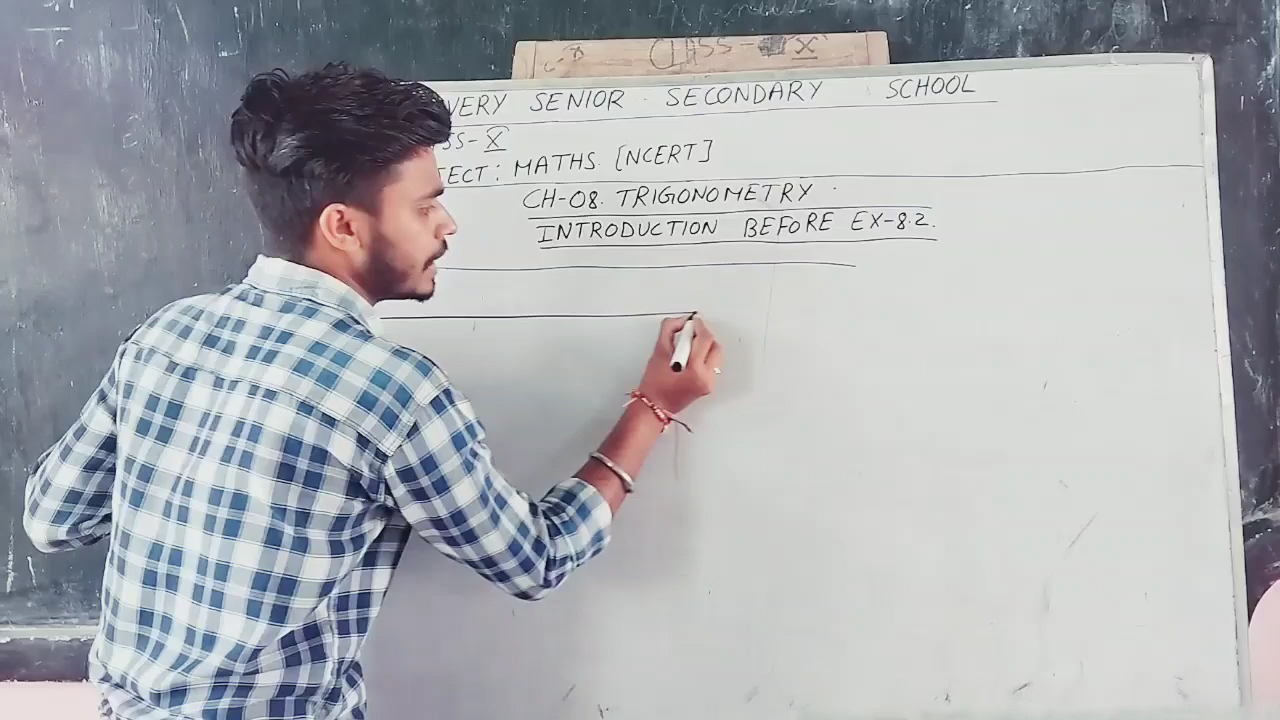 CLASS - X
VERY SENIOR SECONDARY SCHOOL
SS - X
ECT : MATHS [NCERT]
CH-08. TRIGONOMETRY
INTRODUCTION BEFORE EX-8.2.